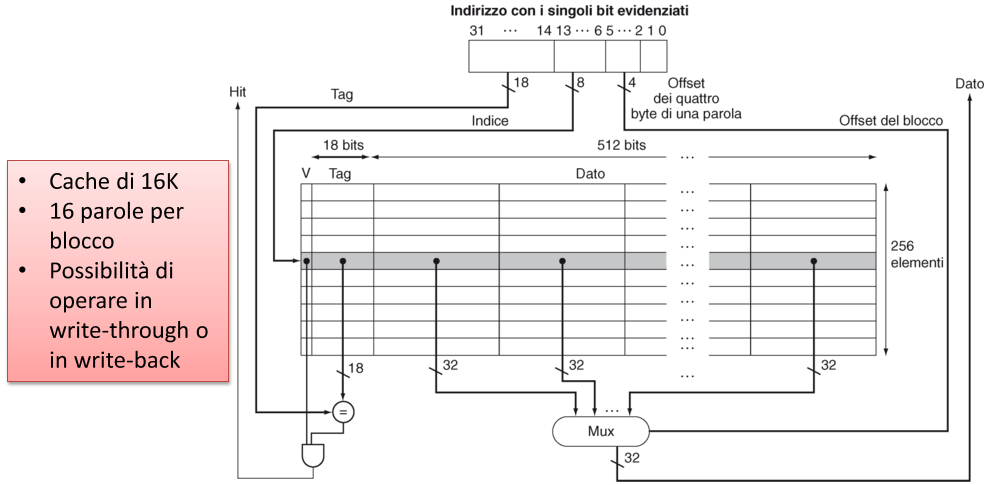 Indirizzo con i singoli bit evidenziati
31 ··· 14 13 ··· 6 5 ··· 2 1 0
18
8
4
Offset
dei quattro
byte di una parola
Hit
Tag
Dato
Indice
Offset del blocco
18 bits
512 bits
···
V
Tag
Dato
• Cache di 16K
• 16 parole per
blocco
• Possibilità di
operare in
write-through o
in write-back
···
···
···
···
···
···
···
···
···
···
256
elementi
18
32
32
···
32
=
···
Mux
32